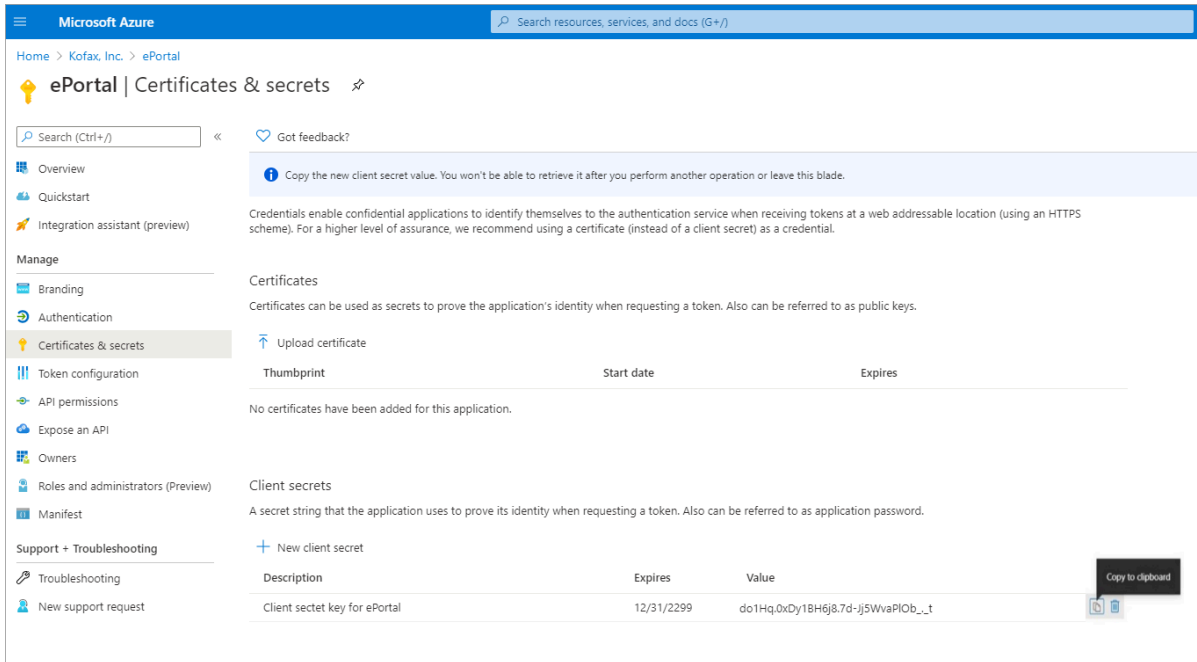 Microsoft Azure
Search resources, services, and docs (G+/)
Home > Kofax, Inc. > ePortal
ePortal | Certificates & secrets
Search (Ctrl+/)
«
Got feedback?
Overview
Copy the new client secret value. You won't be able to retrieve it after you perform another operation or leave this blade.
Quickstart
Integration assistant (preview)
Credentials enable confidential applications to identify themselves to the authentication service when receiving tokens at a web addressable location (using an HTTPS
scheme). For a higher level of assurance, we recommend using a certificate (instead of a client secret) as a credential.
Manage
Branding
Authentication
Certificates & secrets
Token configuration
API permissions
Expose an API
Owners
Roles and administrators (Preview)
Manifest
Support + Troubleshooting
Troubleshooting
New support request
Certificates
Certificates can be used as secrets to prove the application's identity when requesting a token. Also can be referred to as public keys.
Upload certificate
Thumbprint Start date Expires
No certificates have been added for this application.
Client secrets
A secret string that the application uses to prove its identity when requesting a token. Also can be referred to as application password.
New client secret
Description Expires Value
Copy to clipboard
Client sectet key for ePortal 12/31/2299 do1Hq.0xDy1BH6j8.7d-Jj5WvaPlOb_._t